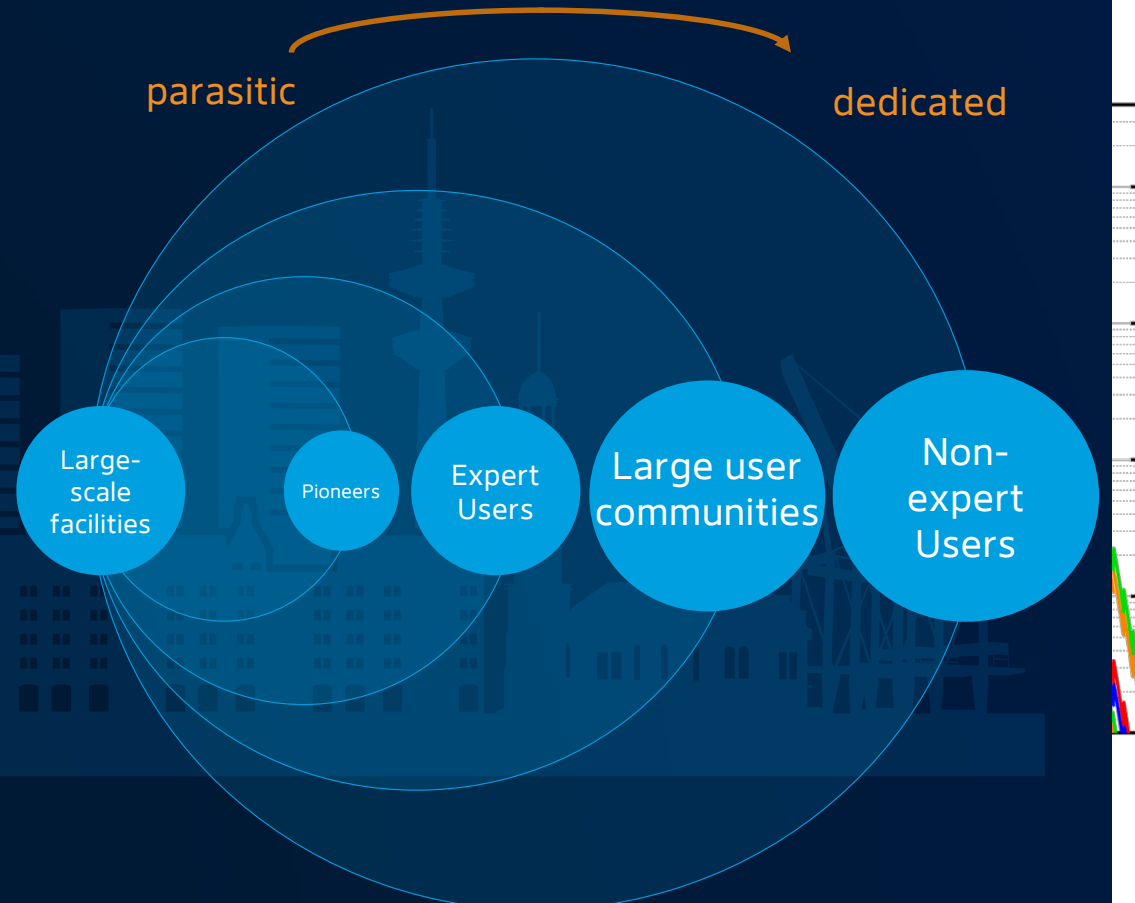 parasitic
dedicated
Large-
scale
facilities
Pioneers
Expert
Users
Large user
communities
Non-
expert
Users